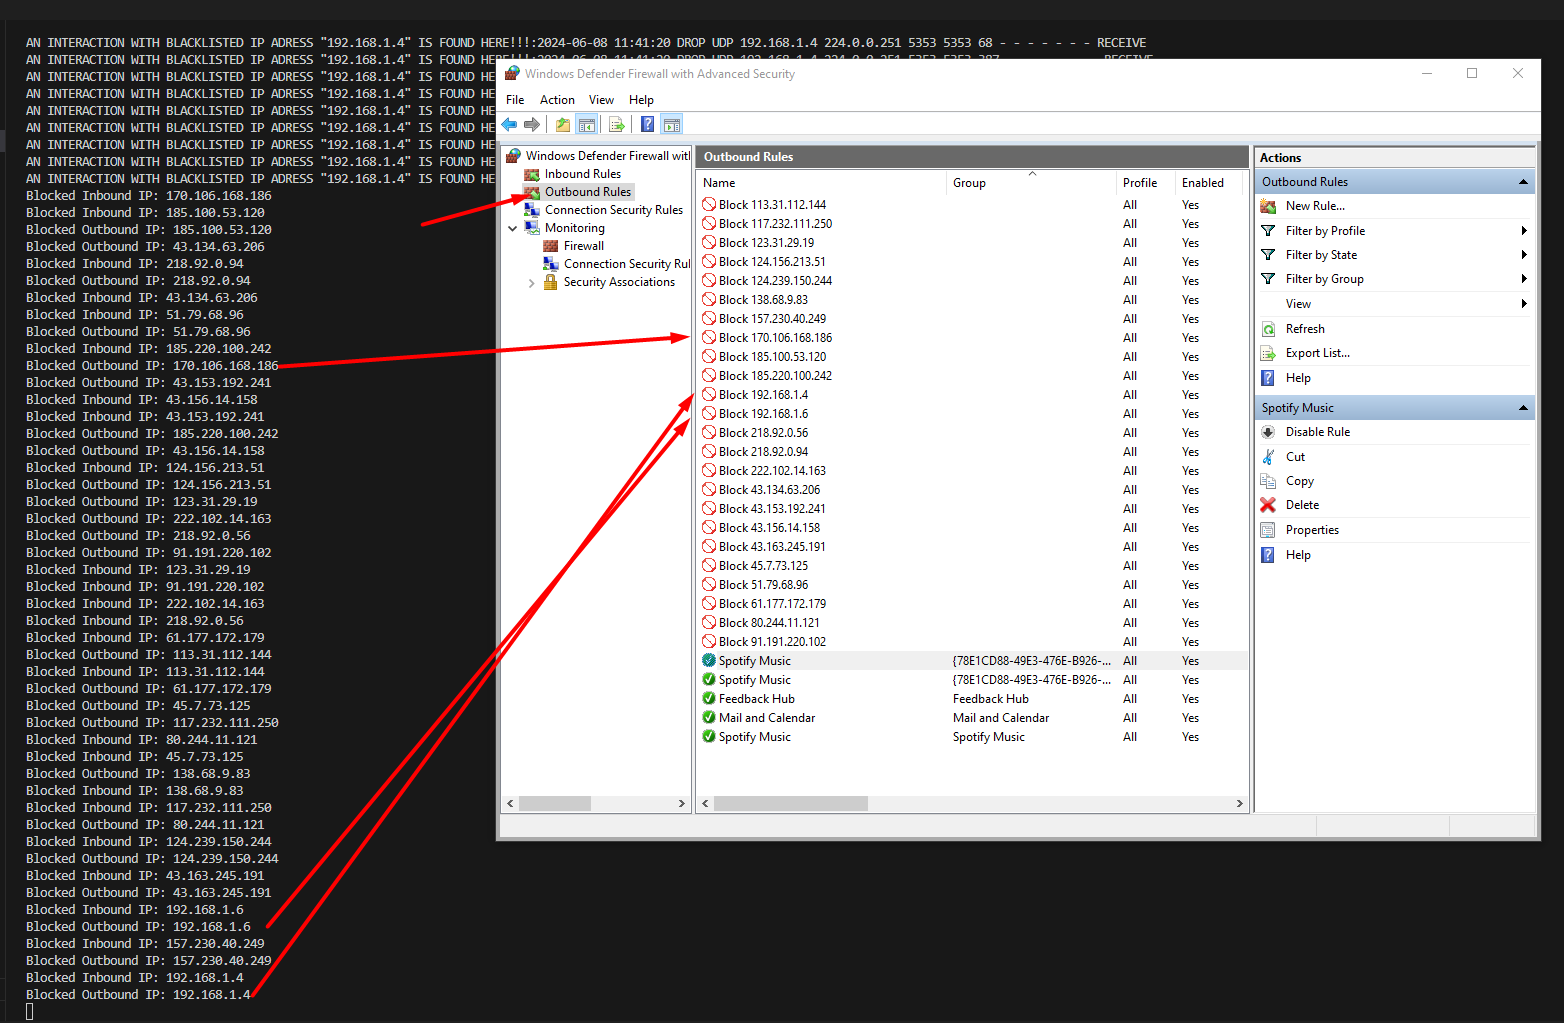 AN INTERACTION WITH BLACKLISTED IP ADRESS "192.168.1.4" IS FOUND HERE!!!:2024-06-08 11:41:20 DROP UDP 192.168.1.4 224.0.0.251 5353 5353 68 - - - - - - - RECEIVE
AN INTERACTION WITH BLACKLISTED IP ADRESS "192.168.1.4" IS FOUND HERE!!!:2024-06-08 11:41:20 DROP UDP 192.168.1.4 224.0.0.251 5353 5353 387 - - - - - - - RECEIVE
AN INTERACTION WITH BLACKLISTED IP ADRESS "192.168.1.4" IS FOUND HE
AN INTERACTION WITH BLACKLISTED IP ADRESS "192.168.1.4" IS FOUND HE
AN INTERACTION WITH BLACKLISTED IP ADRESS "192.168.1.4" IS FOUND HE
AN INTERACTION WITH BLACKLISTED IP ADRESS "192.168.1.4" IS FOUND HE
AN INTERACTION WITH BLACKLISTED IP ADRESS "192.168.1.4" IS FOUND HE
AN INTERACTION WITH BLACKLISTED IP ADRESS "192.168.1.4" IS FOUND HE
AN INTERACTION WITH BLACKLISTED IP ADRESS "192.168.1.4" IS FOUND HE
Blocked Inbound IP: 170.106.168.186
Blocked Inbound IP: 185.100.53.120
Blocked Outbound IP: 185.100.53.120
Blocked Outbound IP: 43.134.63.206
Blocked Inbound IP: 218.92.0.94
Blocked Outbound IP: 218.92.0.94
Blocked Inbound IP: 43.134.63.206
Blocked Inbound IP: 51.79.68.96
Blocked Outbound IP: 51.79.68.96
Blocked Inbound IP: 185.220.100.242
Blocked Outbound IP: 170.106.168.186
Blocked Outbound IP: 43.153.192.241
Blocked Inbound IP: 43.156.14.158
Blocked Inbound IP: 43.153.192.241
Blocked Outbound IP: 185.220.100.242
Blocked Outbound IP: 43.156.14.158
Blocked Inbound IP: 124.156.213.51
Blocked Outbound IP: 124.156.213.51
Blocked Inbound IP: 123.31.29.19
Blocked Inbound IP: 222.102.14.163
Blocked Inbound IP: 218.92.0.56
Blocked Outbound IP: 91.191.220.102
Blocked Outbound IP: 123.31.29.19
Blocked Inbound IP: 91.191.220.102
Blocked Outbound IP: 222.102.14.163
Blocked Outbound IP: 218.92.0.56
Blocked Inbound IP: 61.177.172.179
Blocked Outbound IP: 113.31.112.144
Blocked Inbound IP: 113.31.112.144
Blocked Outbound IP: 61.177.172.179
Blocked Outbound IP: 45.7.73.125
Blocked Outbound IP: 117.232.111.250
Blocked Inbound IP: 80.244.11.121
Blocked Inbound IP: 45.7.73.125
Blocked Outbound IP: 138.68.9.83
Blocked Inbound IP: 138.68.9.83
Blocked Inbound IP: 117.232.111.250
Blocked Outbound IP: 80.244.11.121
Blocked Inbound IP: 124.239.150.244
Blocked Outbound IP: 124.239.150.244
Blocked Inbound IP: 43.163.245.191
Blocked Outbound IP: 43.163.245.191
Blocked Inbound IP: 192.168.1.6
Blocked Outbound IP: 192.168.1.6
Blocked Inbound IP: 157.230.40.249
Blocked Outbound IP: 157.230.40.249
Blocked Inbound IP: 192.168.1.4
Blocked Outbound IP: 192.168.1.4
Windows Defender Firewall with Advanced Security
File Action View Help
Windows Defender Firewall wit
Inbound Rules
Outbound Rules
Connection Security Rules
Monitoring
Firewall
Connection Security Rul
Security Associations
Outbound Rules
Name Group Profile Enabled
Block 113.31.112.144 All Yes
Block 117.232.111.250 All Yes
Block 123.31.29.19 All Yes
Block 124.156.213.51 All Yes
Block 124.239.150.244 All Yes
Block 138.68.9.83 All Yes
Block 157.230.40.249 All Yes
Block 170.106.168.186 All Yes
Block 185.100.53.120 All Yes
Block 185.220.100.242 All Yes
Block 192.168.1.4 All Yes
Block 192.168.1.6 All Yes
Block 218.92.0.56 All Yes
Block 218.92.0.94 All Yes
Block 222.102.14.163 All Yes
Block 43.134.63.206 All Yes
Block 43.153.192.241 All Yes
Block 43.156.14.158 All Yes
Block 43.163.245.191 All Yes
Block 45.7.73.125 All Yes
Block 51.79.68.96 All Yes
Block 61.177.172.179 All Yes
Block 80.244.11.121 All Yes
Block 91.191.220.102 All Yes
Spotify Music {78E1CD88-49E3-476E-B926-... All Yes
Spotify Music {78E1CD88-49E3-476E-B926-... All Yes
Feedback Hub Feedback Hub All Yes
Mail and Calendar Mail and Calendar All Yes
Spotify Music Spotify Music All Yes
Actions
Outbound Rules
New Rule...
Filter by Profile
Filter by State
Filter by Group
View
Refresh
Export List...
Help
Spotify Music
Disable Rule
Cut
Copy
Delete
Properties
Help